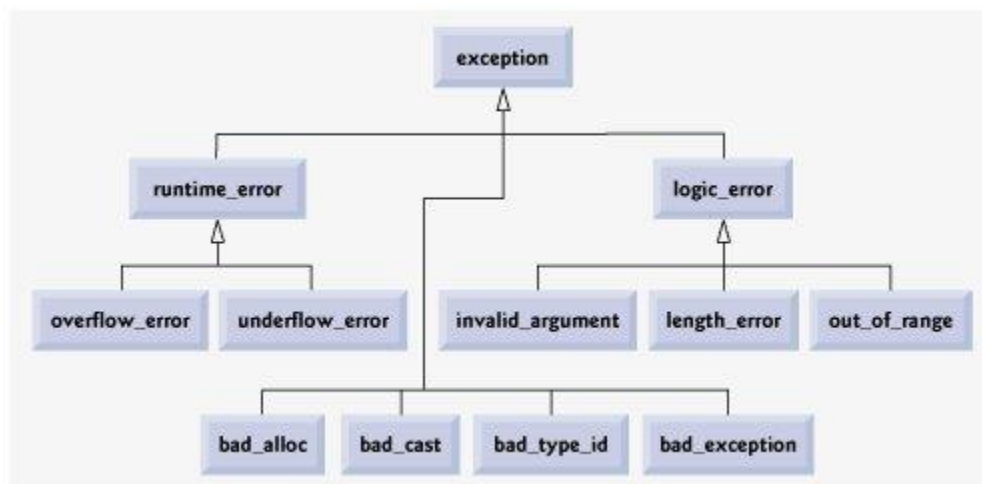 exception
runtime_error
logic_error
overflow_error
underflow_error
invalid_argument
length_error
out_of_range
bad_alloc
bad_cast
bad_type_id
bad_exception